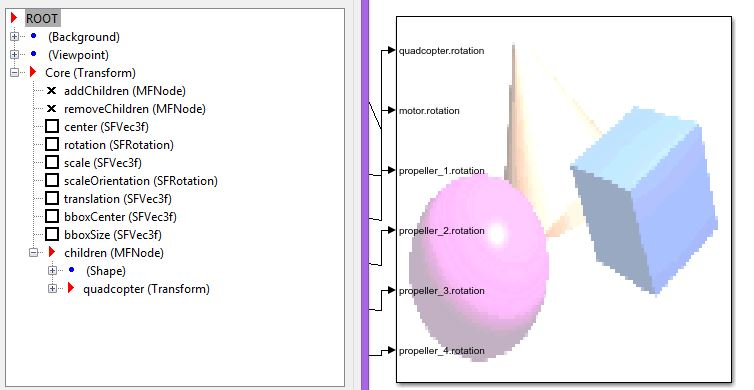 ROOT
(Background)
(Viewpoint)
Core (Transform)
addChildren (MFNode)
removeChildren (MFNode)
center (SFVec3f)
rotation (SFRotation)
scale (SFVec3f)
scaleOrientation (SFRotation)
translation (SFVec3f)
bboxCenter (SFVec3f)
bboxSize (SFVec3f)
children (MFNode)
(Shape)
quadcopter (Transform)
quadcopter.rotation
motor.rotation
propeller_1.rotation
propeller_2.rotation
propeller_3.rotation
propeller_4.rotation